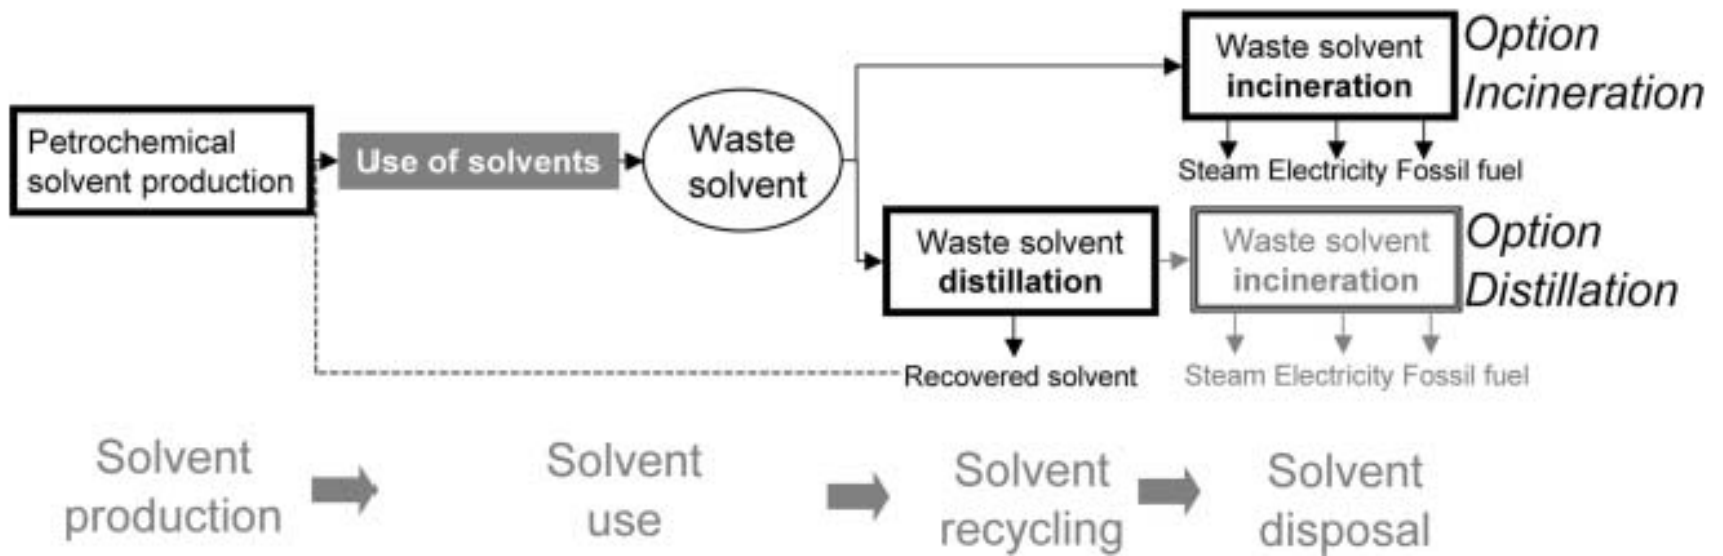 Petrochemical
solvent production
Use of solvents
Waste
solvent
Waste solvent
incineration
Option
Incineration
Steam Electricity Fossil fuel
Waste solvent
distillation
Recovered solvent
Waste solvent
incineration
Option
Distillation
Steam Electricity Fossil fuel
Solvent
production
Solvent
use
Solvent
recycling
Solvent
disposal